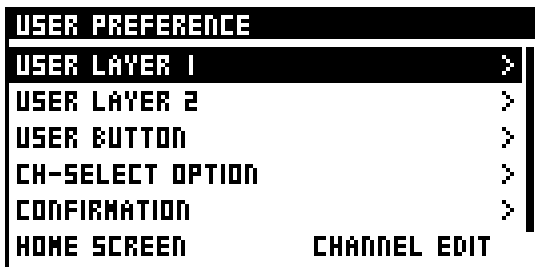 USER PREFERENCE
USER LAYER 1 >
USER LAYER 2 >
USER BUTTON >
CH-SELECT OPTION >
CONFIRMATION >
HOME SCREEN CHANNEL EDIT